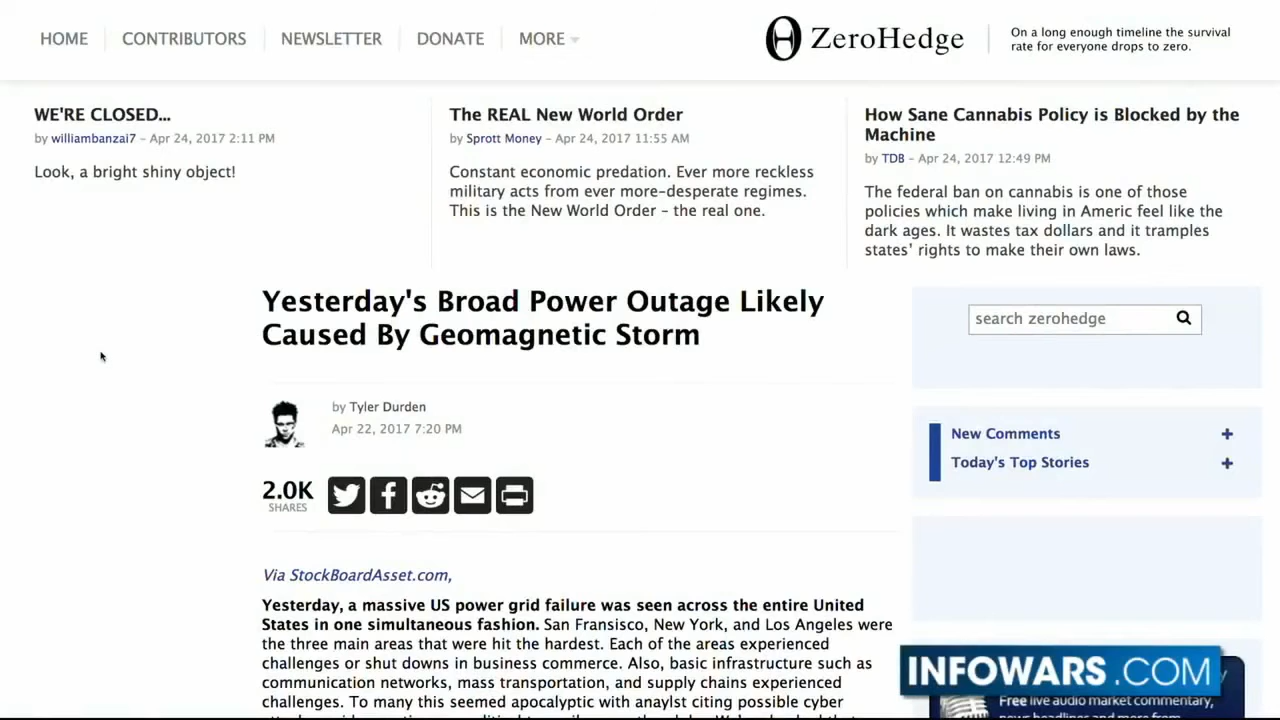 HOME
CONTRIBUTORS
NEWSLETTER
DONATE
MORE
ZeroHedge
On a long enough timeline the survival
rate for everyone drops to zero.
WE'RE CLOSED...
by williambanzai7 – Apr 24, 2017 2:11 PM
Look, a bright shiny object!
The REAL New World Order
by Sprott Money – Apr 24, 2017 11:55 AM
Constant economic predation. Ever more reckless
military acts from ever more-desperate regimes.
This is the New World Order – the real one.
How Sane Cannabis Policy is Blocked by the
Machine
by TDB – Apr 24, 2017 12:49 PM
The federal ban on cannabis is one of those
policies which make living in Americ feel like the
dark ages. It wastes tax dollars and it tramples
states’ rights to make their own laws.
Yesterday's Broad Power Outage Likely
Caused By Geomagnetic Storm
by Tyler Durden
Apr 22, 2017 7:20 PM
2.0K
SHARES
Via StockBoardAsset.com,
Yesterday, a massive US power grid failure was seen across the entire United
States in one simultaneous fashion. San Fransisco, New York, and Los Angeles were
the three main areas that were hit the hardest. Each of the areas experienced
challenges or shut downs in business commerce. Also, basic infrastructure such as
communication networks, mass transportation, and supply chains experienced
challenges. To many this seemed apocalyptic with anaylst citing possible cyber
search zerohedge
New Comments +
Today's Top Stories +
INFOWARS.COM
Free live audio market commentary,